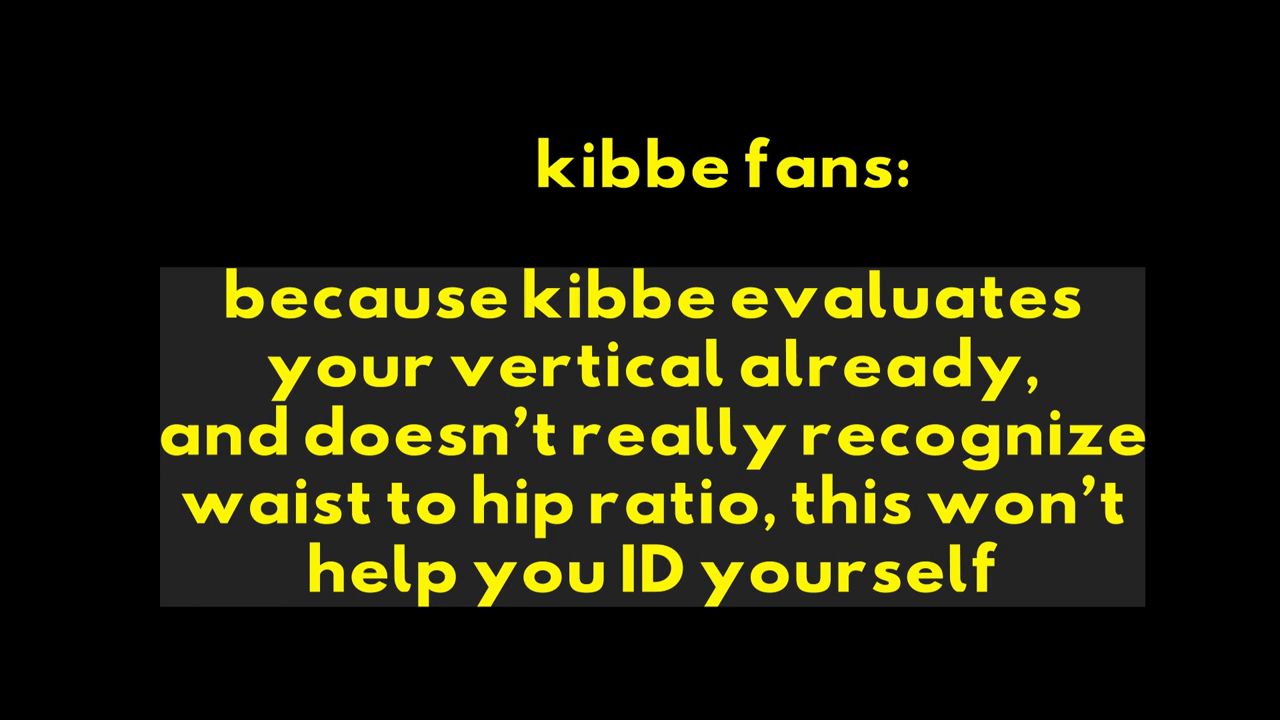 kibbe fans:
because kibbe evaluates
your vertical already,
and doesn’t really recognize
waist to hip ratio, this won’t
help you ID yourself